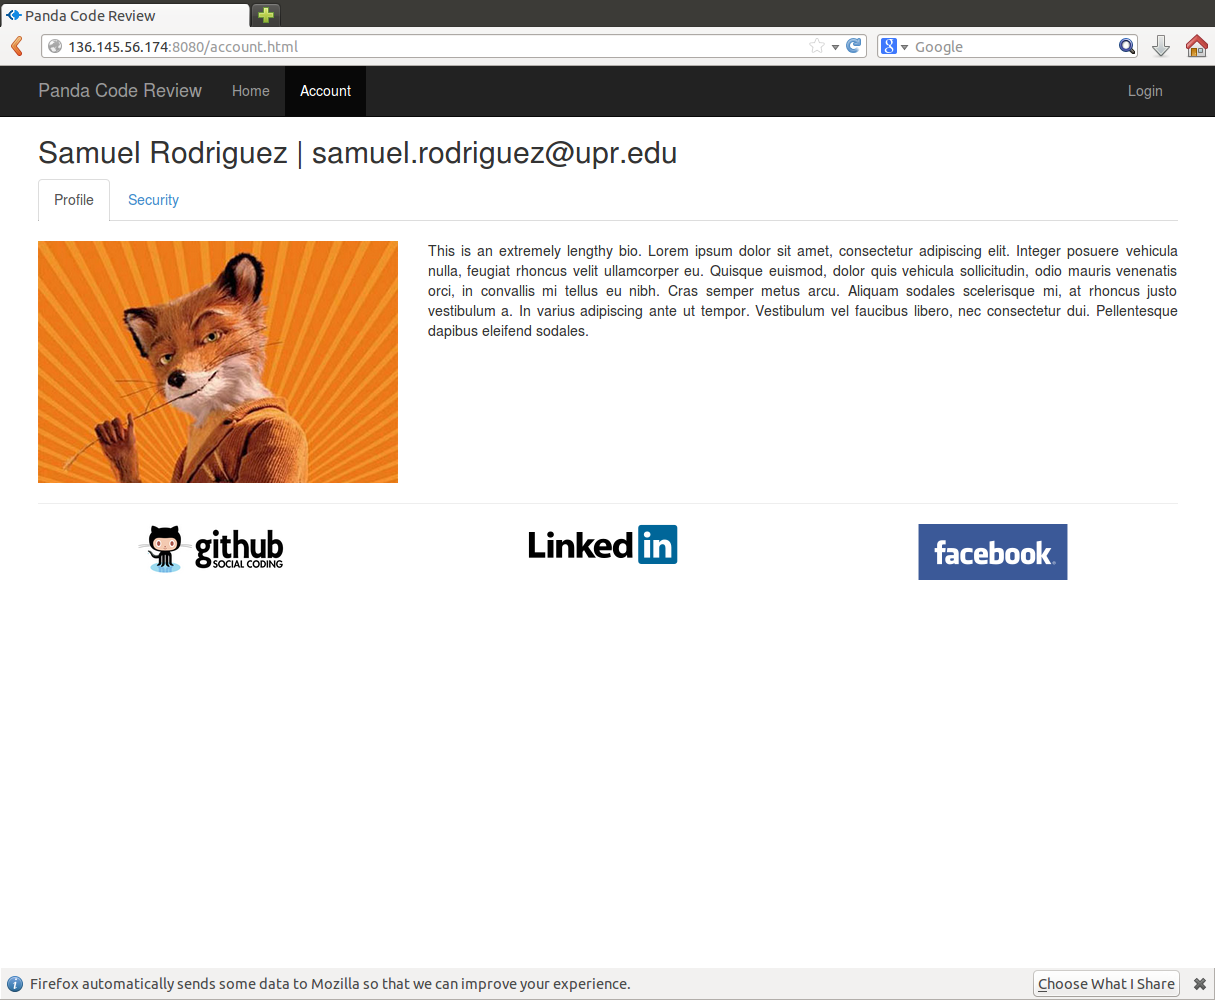 Panda Code Review
136.145.56.174:8080/account.html
8 Google
Panda Code Review Home Account Login
Samuel Rodriguez | samuel.rodriguez@upr.edu
Profile Security
This is an extremely lengthy bio. Lorem ipsum dolor sit amet, consectetur adipiscing elit. Integer posuere vehicula
nulla, feugiat rhoncus velit ullamcorper eu. Quisque euismod, dolor quis vehicula sollicitudin, odio mauris venenatis
orci, in convallis mi tellus eu nibh. Cras semper metus arcu. Aliquam sodales scelerisque mi, at rhoncus justo
vestibulum a. In varius adipiscing ante ut tempor. Vestibulum vel faucibus libero, nec consectetur dui. Pellentesque
dapibus eleifend sodales.
github
SOCIAL CODING
Linked in
facebook
Firefox automatically sends some data to Mozilla so that we can improve your experience. Choose What I Share